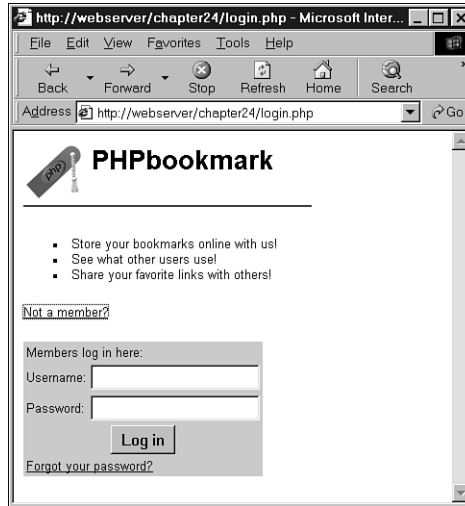 http://webserver/chapter24/login.php - Microsoft Inter...
File Edit View Favorites Tools Help
Back Forward Stop Refresh Home Search »
Address http://webserver/chapter24/login.php Go
php
PHPbookmark
Store your bookmarks online with us!
See what other users use!
Share your favorite links with others!
Not a member?
Members log in here:
Username:
Password:
Log in
Forgot your password?